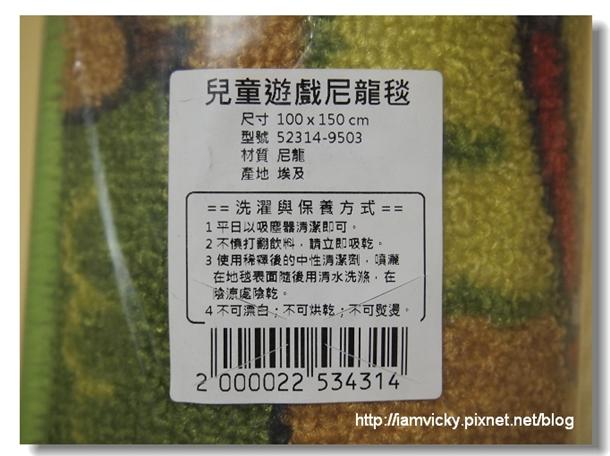 兒童遊戲尼龍毯
尺寸 100 x 150 cm
型號 52314-9503
材質 尼龍
產地 埃及
==洗濯與保養方式==
1 平日以吸塵器清潔即可。
2 不慎打翻飲料，請立即吸乾。
3 使用稀釋後的中性清潔劑，噴灑
在地毯表面隨後用清水洗滌，在
陰涼處陰乾。
4 不可漂白；不可烘乾；不可熨燙。
2 000022 534314
http://iamvicky.pixnet.net/blog